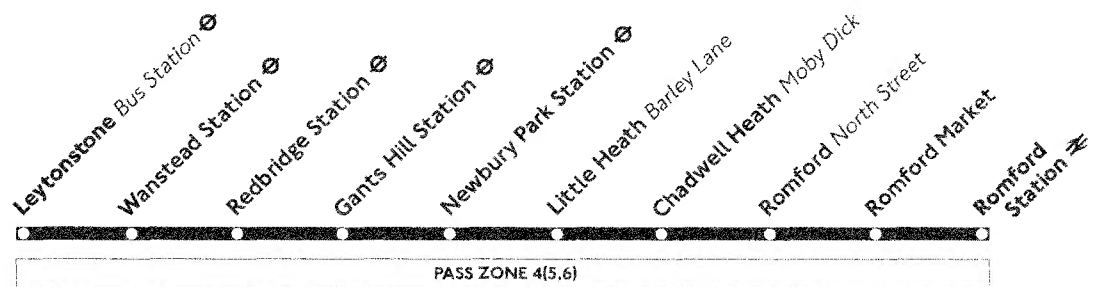 Leytonstone Bus Station
Wanstead Station
Redbridge Station
Gants Hill Station
Newbury Park Station
Little Heath Barley Lane
Chadwell Heath Moby Dick
Romford North Street
Romford Market
Romford
Station
PASS ZONE 4(5,6)